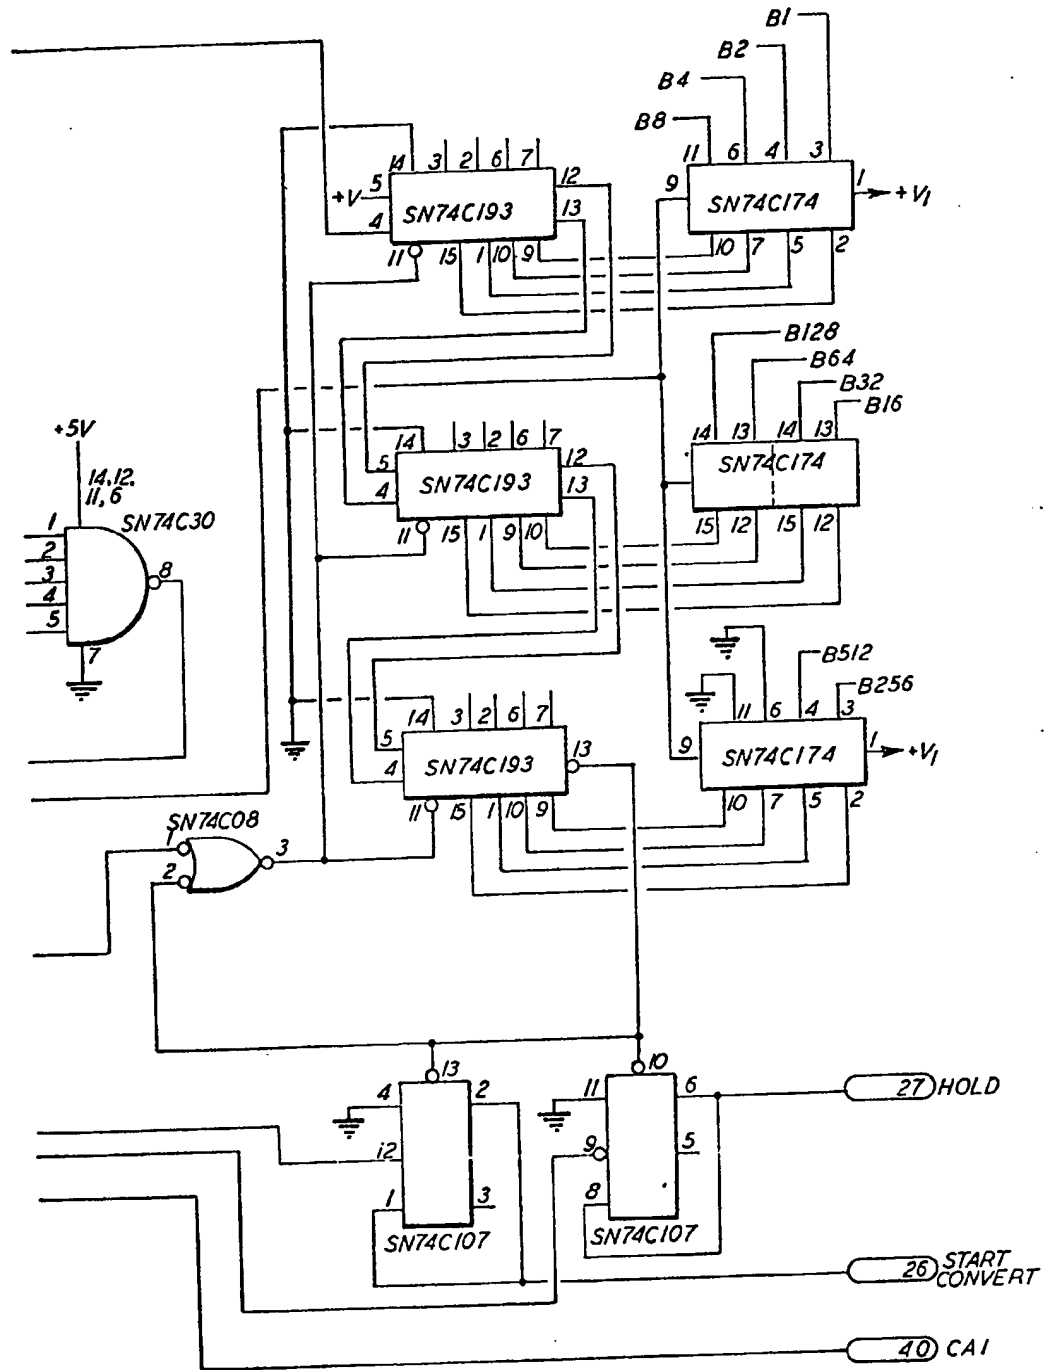 B1
B2
B4
B8
14 3 2 6 7
+V 5
12
SN74C193
13
4
11 15 1 10 9
11 6 4 3
9
SN74C174
1 +V1
10 7 5 2
B128
B64
B32
B16
14 3 2 6 7
5
12
SN74C193
13
4
11 15 1 9 10
14 13 14 13
SN74C174
15 12 15 12
+5V
14,12,
11,6
SN74C30
1
2
3
4
5
8
7
B512
B256
14 3 2 6 7
5
4
SN74C193
13
11 15 1 10 9
11 6 4 3
9
SN74C174
1 +V1
10 7 5 2
SN74C08
1
2
3
13
4
2
12
1
3
SN74C107
10
11
6
9
5
8
SN74C107
27 HOLD
26 START
CONVERT
40 CA1